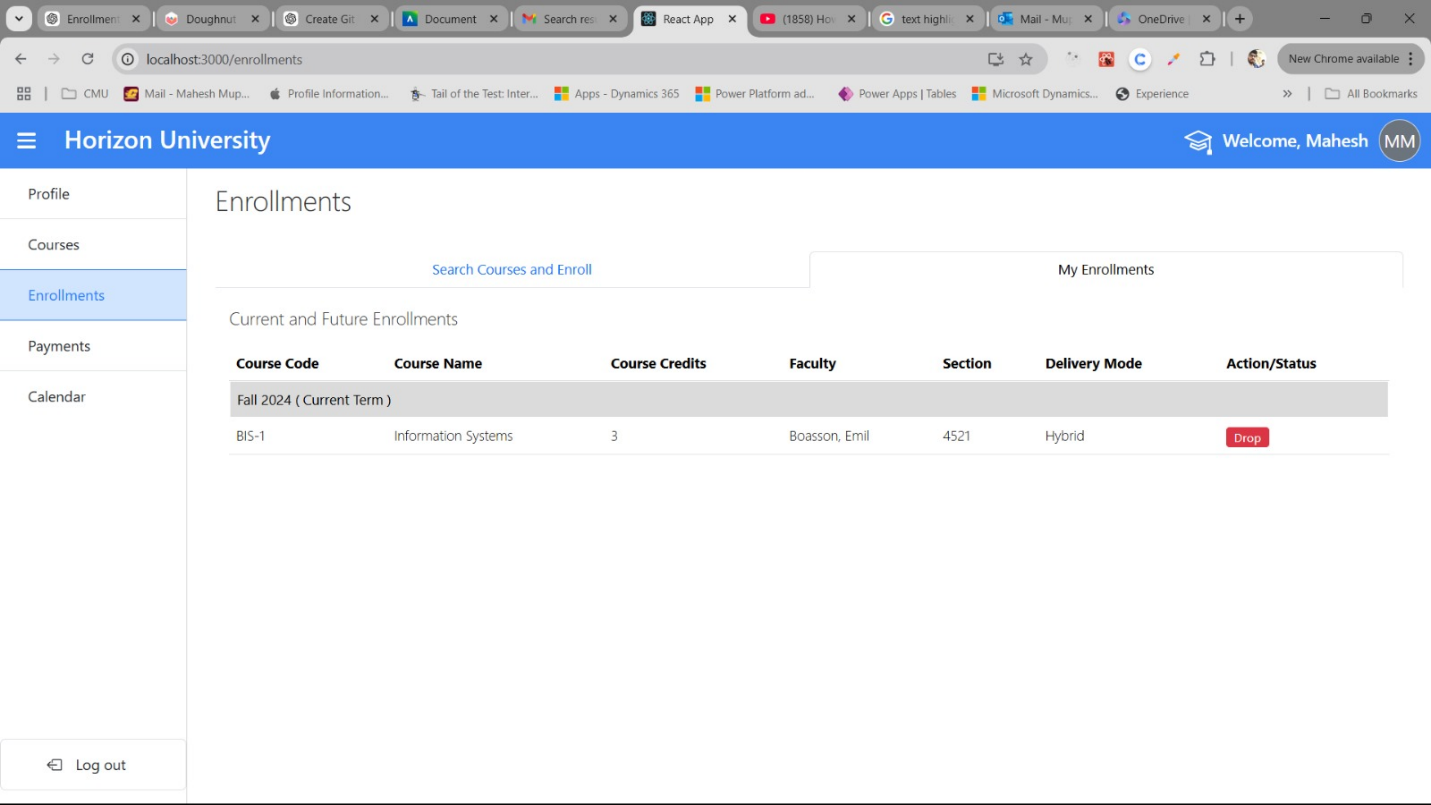 Enrollment
Doughnut
Create Git
Document
Search res
React App
(1858) Ho
text highlic
Mail - Mu
OneDrive
localhost:3000/enrollments
New Chrome available
CMU
Mail - Mahesh Mup...
Profile Information...
Tail of the Test: Inter...
Apps - Dynamics 365
Power Platform ad...
Power Apps | Tables
Microsoft Dynamics...
Experience
All Bookmarks
Horizon University
Welcome, Mahesh MM
Profile
Courses
Enrollments
Payments
Calendar
Log out
Enrollments
Search Courses and Enroll
My Enrollments
Current and Future Enrollments
Course Code Course Name Course Credits Faculty Section Delivery Mode Action/Status
Fall 2024 ( Current Term )
BIS-1 Information Systems 3 Boasson, Emil 4521 Hybrid Drop